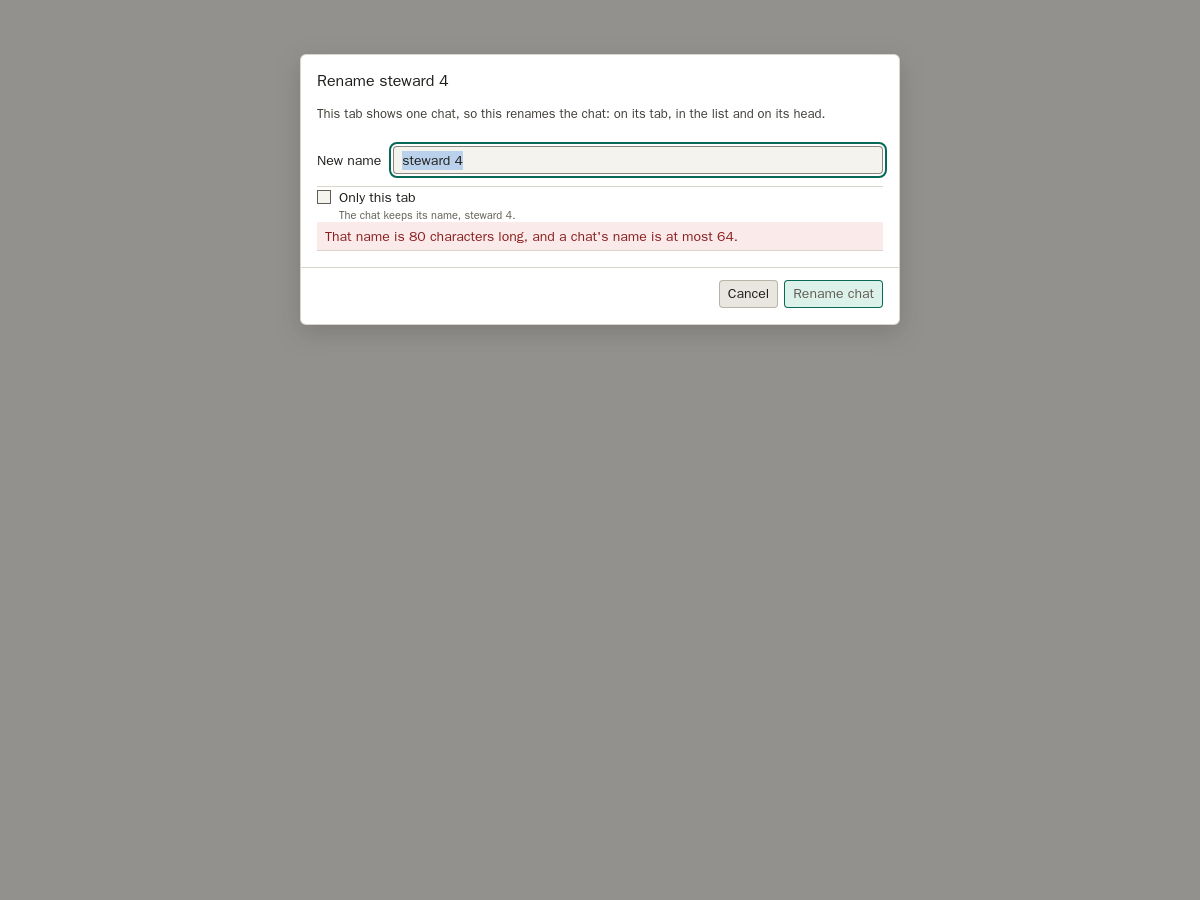 Rename steward 4
This tab shows one chat, so this renames the chat: on its tab, in the list and on its head.
New name steward 4
Only this tab
The chat keeps its name, steward 4.
That name is 80 characters long, and a chat's name is at most 64.
Cancel Rename chat